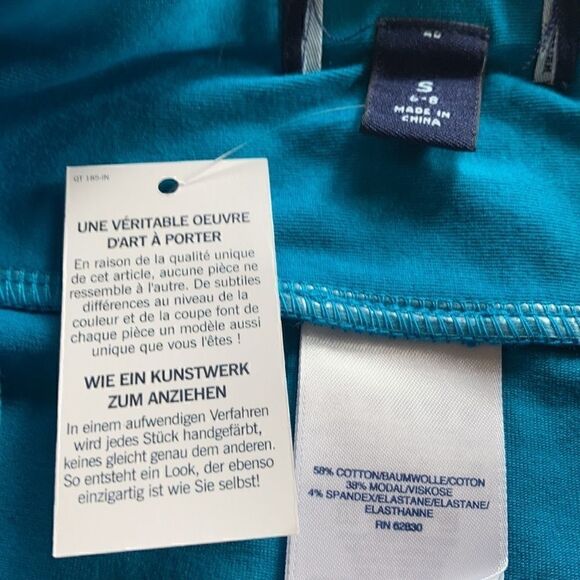 S
6-8
MADE IN
CHINA
QT 185-IN
UNE VÉRITABLE OEUVRE
D'ART À PORTER
En raison de la qualité unique
de cet article, aucune pièce ne
ressemble à l'autre. De subtiles
différences au niveau de la
couleur et de la coupe font de
chaque pièce un modèle aussi
unique que vous l'êtes !
WIE EIN KUNSTWERK
ZUM ANZIEHEN
In einem aufwendigen Verfahren
wird jedes Stück handgefärbt,
keines gleicht genau dem anderen.
So entsteht ein Look, der ebenso
einzigartig ist wie Sie selbst!
58% COTTON/BAUMWOLLE/COTON
38% MODAL/VISKOSE
4% SPANDEX/ELASTANE/ELASTANE/
ELASTHANNE
RN 62830